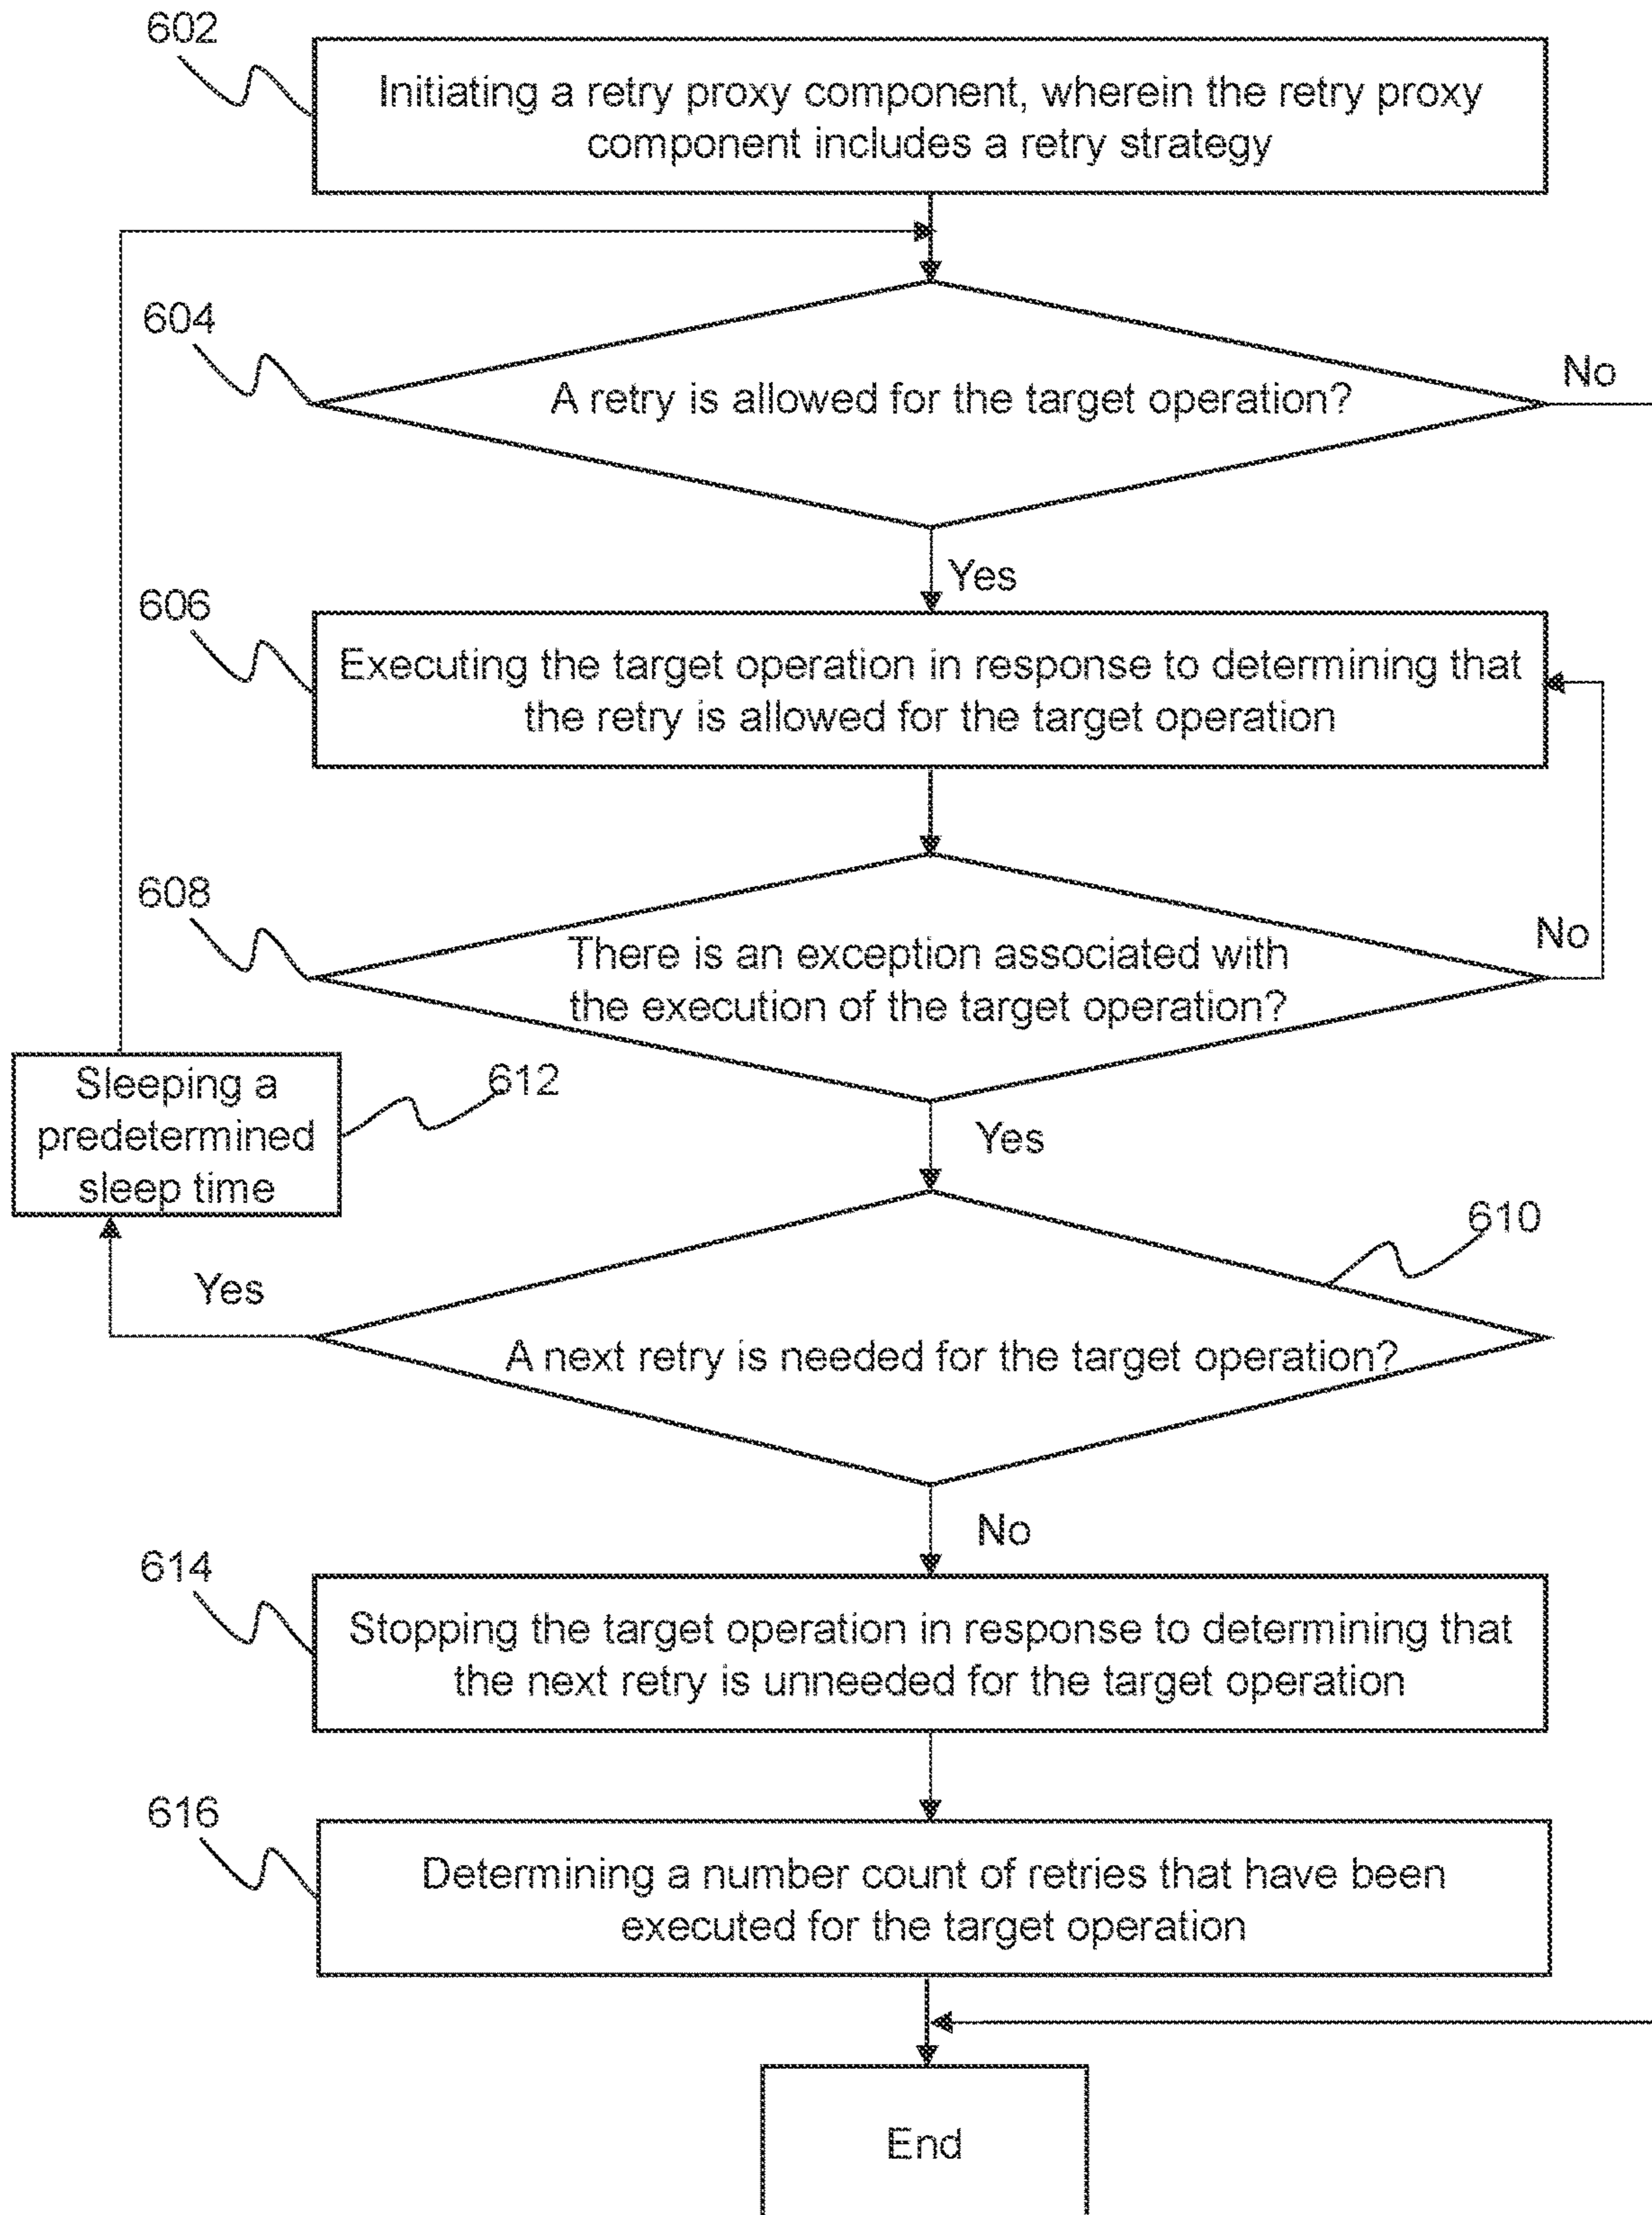 602
Initiating a retry proxy component, wherein the retry proxy
component includes a retry strategy
604
A retry is allowed for the target operation?
No
Yes
606
Executing the target operation in response to determining that
the retry is allowed for the target operation
608
There is an exception associated with
the execution of the target operation?
No
Sleeping a
predetermined
sleep time
612
Yes
610
Yes
A next retry is needed for the target operation?
No
614
Stopping the target operation in response to determining that
the next retry is unneeded for the target operation
616
Determining a number count of retries that have been
executed for the target operation
End